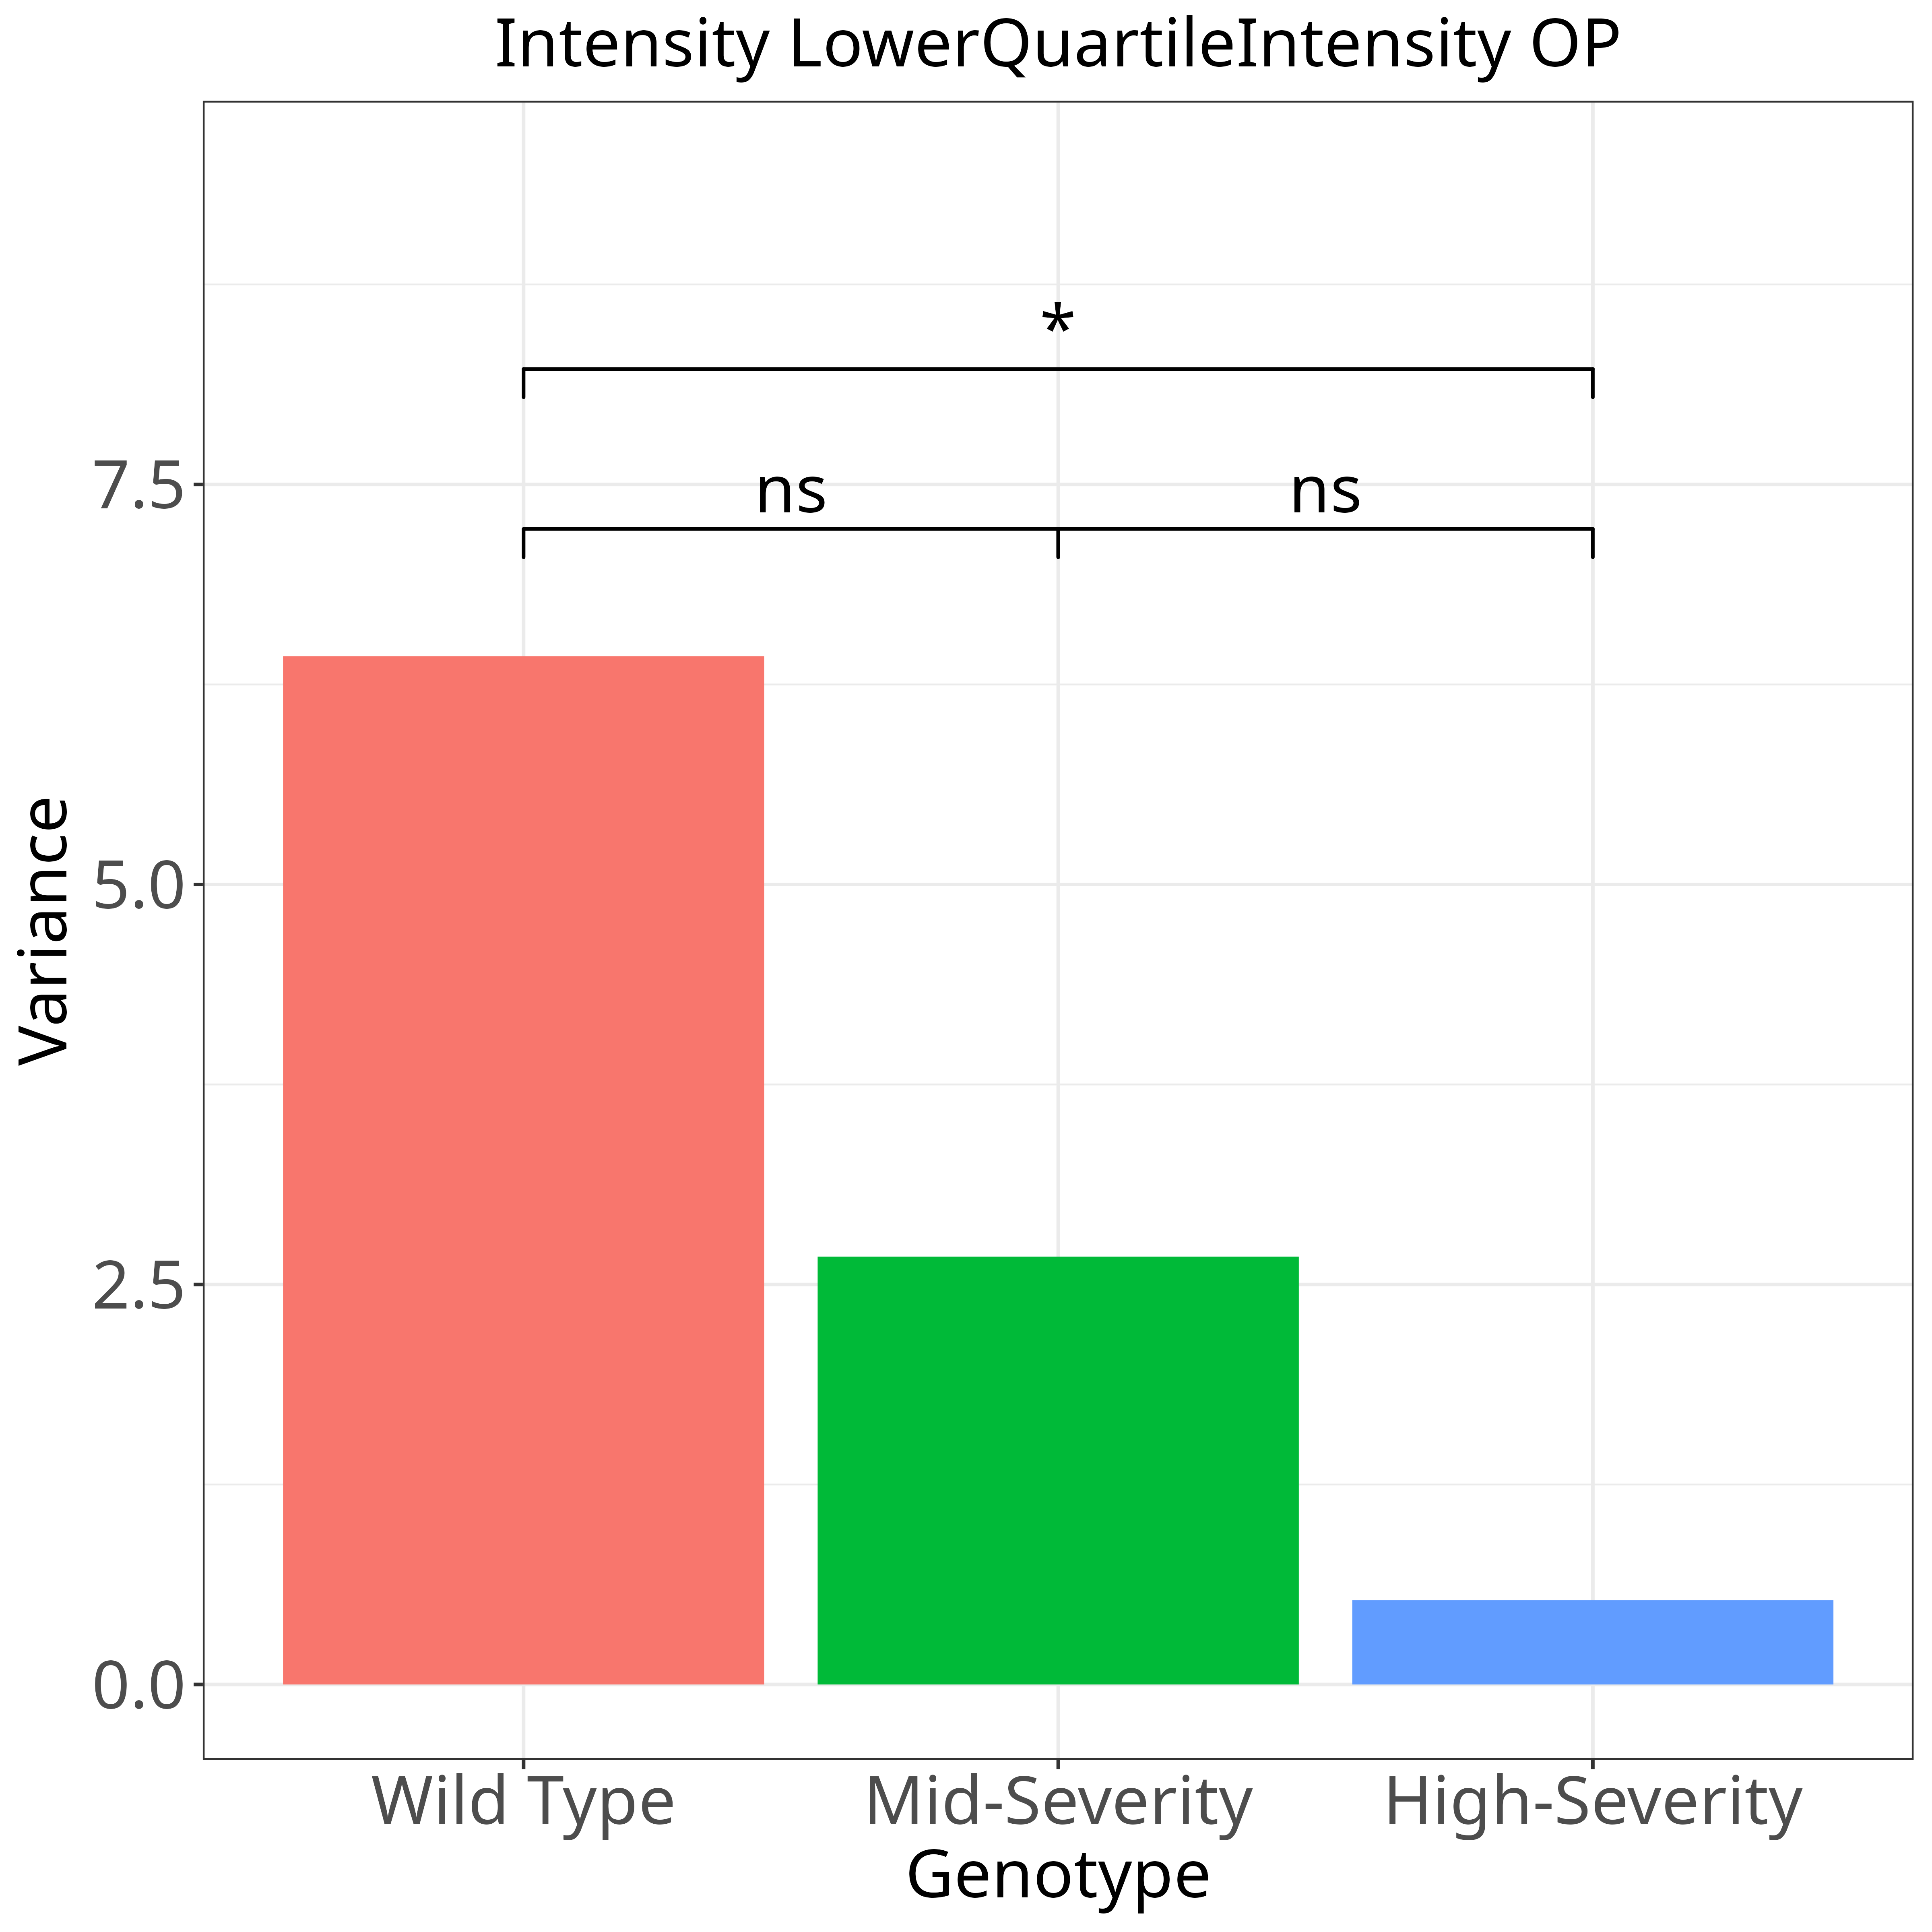 Intensity LowerQuartileIntensity OP
*
7.5
ns ns
5.0
2.5
0.0
Variance
Wild Type Mid-Severity High-Severity
Genotype